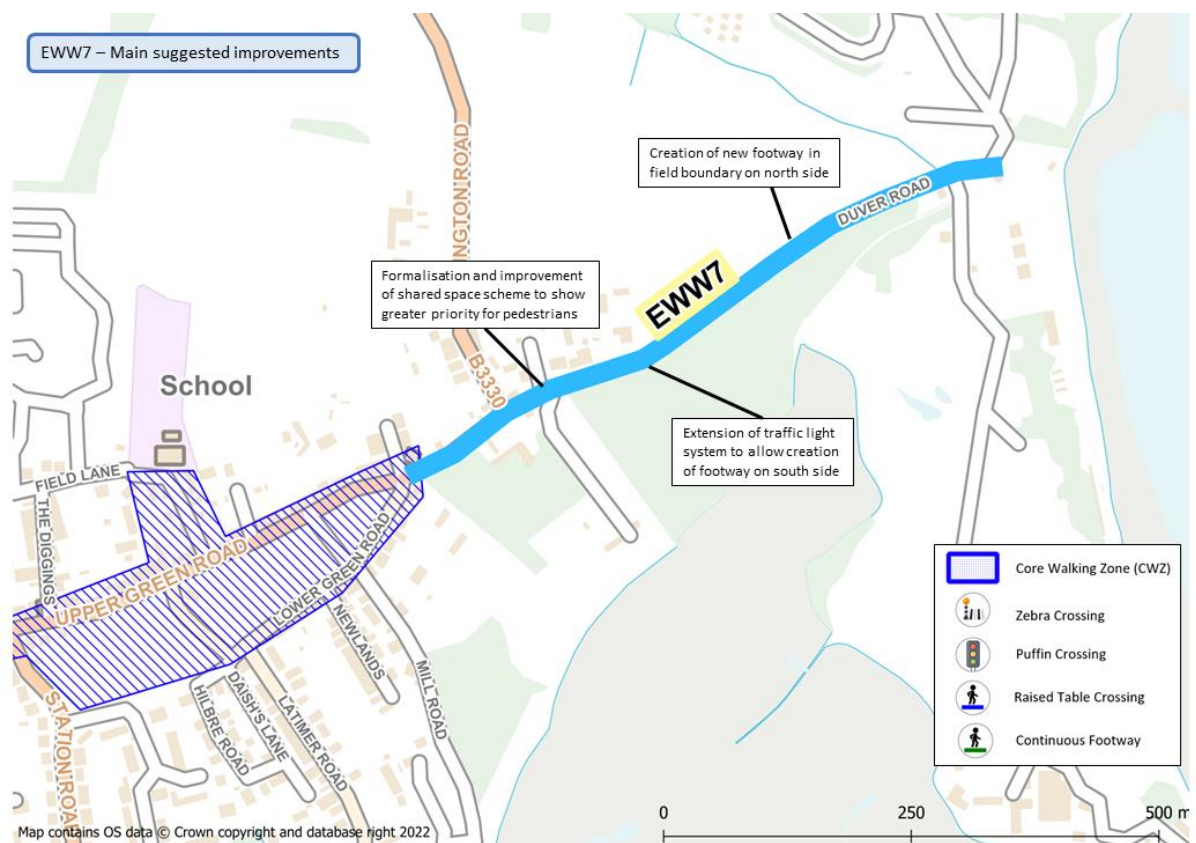 EWW7 – Main suggested improvements
INGTON ROAD
Creation of new footway in
field boundary on north side
DUVER ROAD
Formalisation and improvement
of shared space scheme to show
greater priority for pedestrians
EWW7
B3330
School
Extension of traffic light
system to allow creation
of footway on south side
FIELD LANE
THE DIGGINGS
UPPER GREEN ROAD
LOWER GREEN ROAD
NEWLANDS
MILL ROAD
STATION ROAD
HILBRE ROAD
DAISH'S LANE
LATIMER ROAD
Core Walking Zone (CWZ)
Zebra Crossing
Puffin Crossing
Raised Table Crossing
Continuous Footway
Map contains OS data © Crown copyright and database right 2022
0
250
500 m